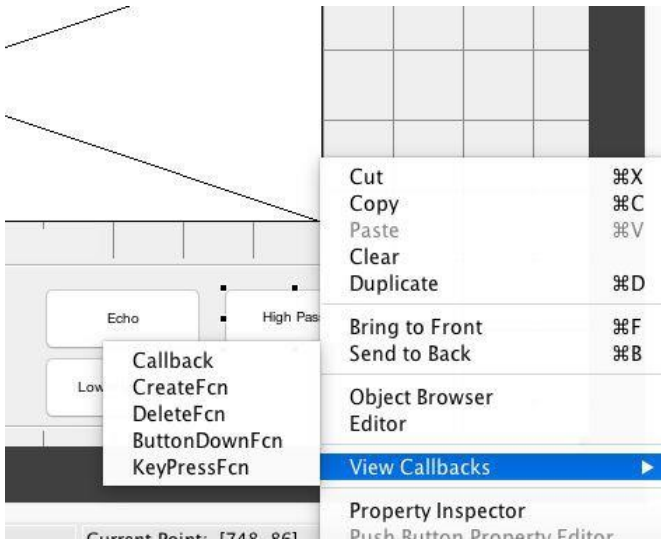 Cut ⌘X
Copy ⌘C
Paste ⌘V
Clear
Duplicate ⌘D
Bring to Front ⌘F
Send to Back ⌘B
Object Browser
Editor
View Callbacks
Property Inspector
Push Button Property Editor
Echo
High Pas
Low
Callback
CreateFcn
DeleteFcn
ButtonDownFcn
KeyPressFcn
Current Point: [748, 86]